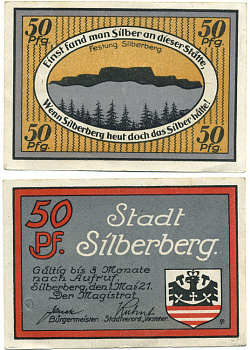 50 Pfg.
50 Pfg.
Einst fand man Silber an dieser Stätte,
Festung Silberberg.
Wenn Silberberg heut doch das Silber hätte!
50 Pfg.
50 Pfg.
50 Pf.
Stadt
Silberberg.
Gültig bis 3 Monate
nach Aufruf.
Silberberg, den 1. Mai 21.
Der Magistrat
Bürgermeister.
Stadtverord. Vorsteher.